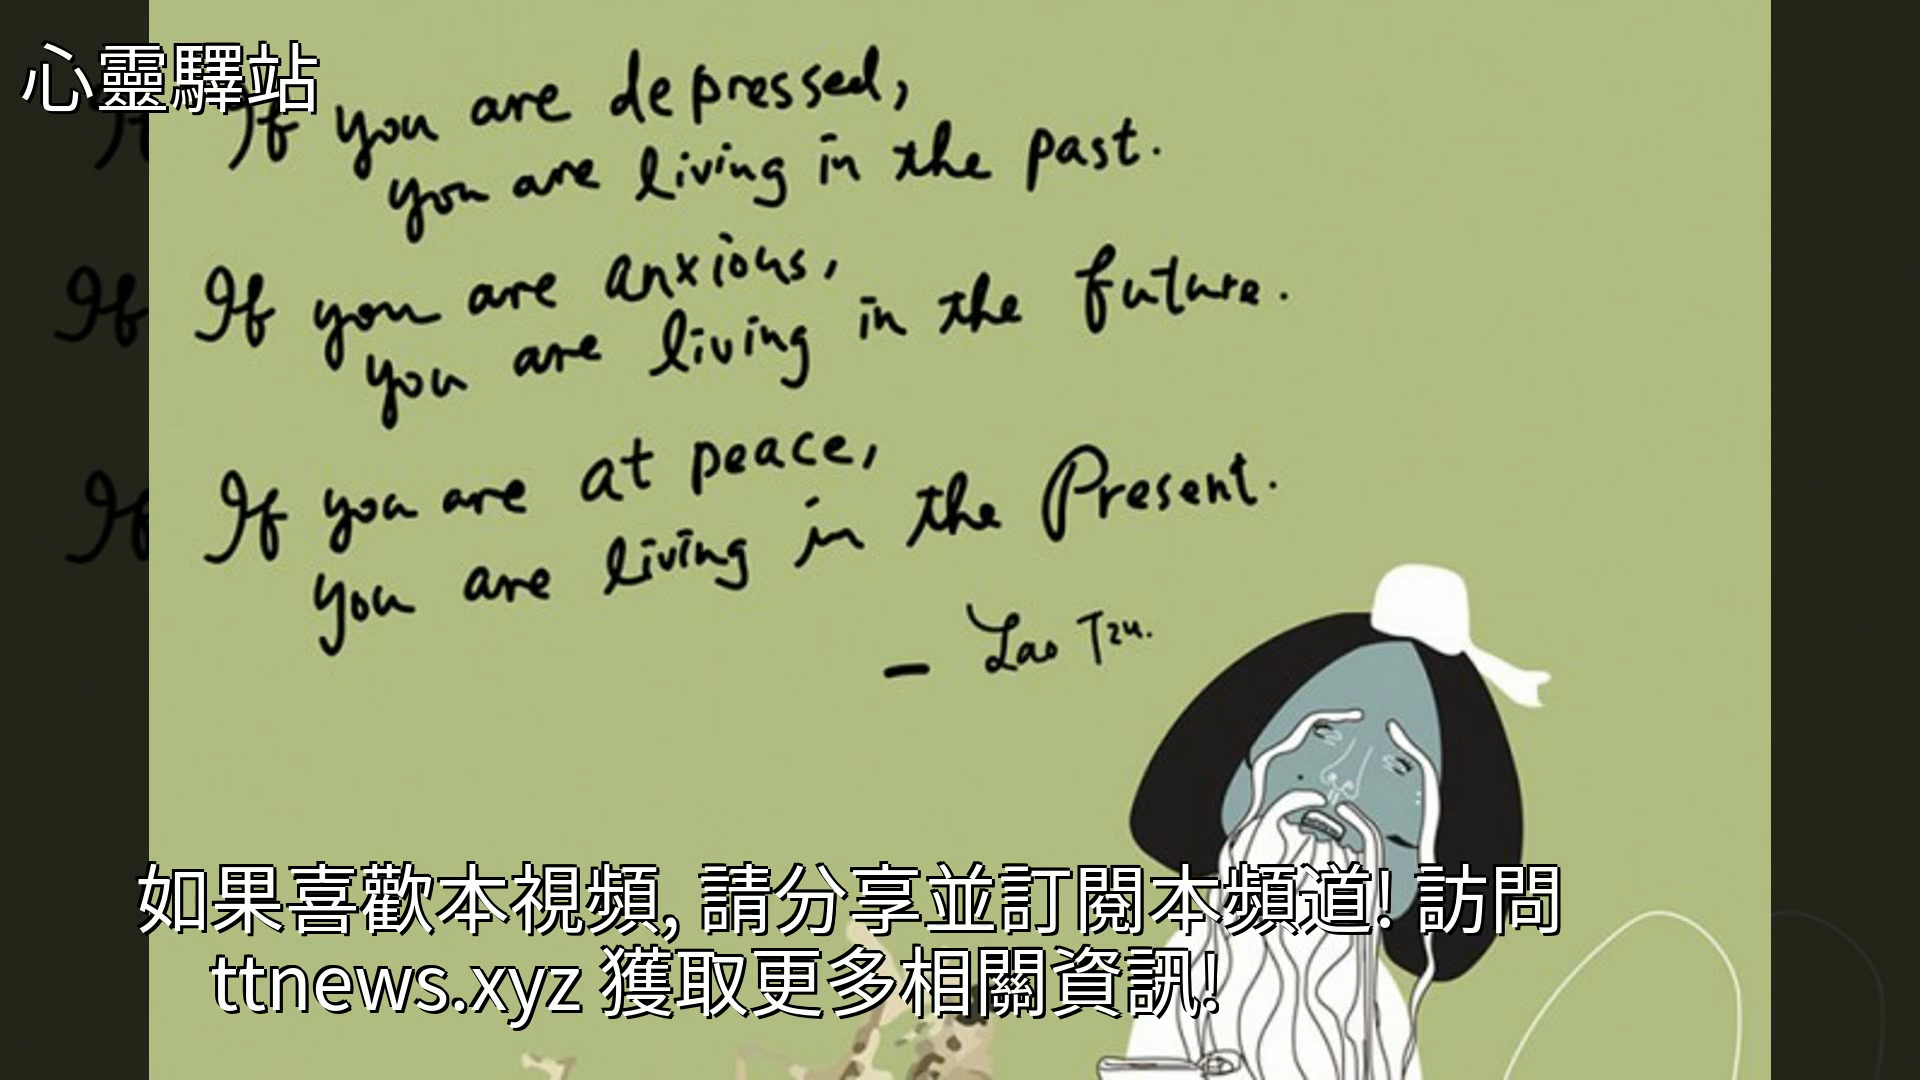 心靈驛站
If you are depressed,
you are living in the past.
If you are anxious,
you are living in the future.
If you are at peace,
you are living in the Present.
- Lao Tzu.
如果喜歡本視頻, 請分享並訂閱本頻道! 訪問
ttnews.xyz 獲取更多相關資訊!